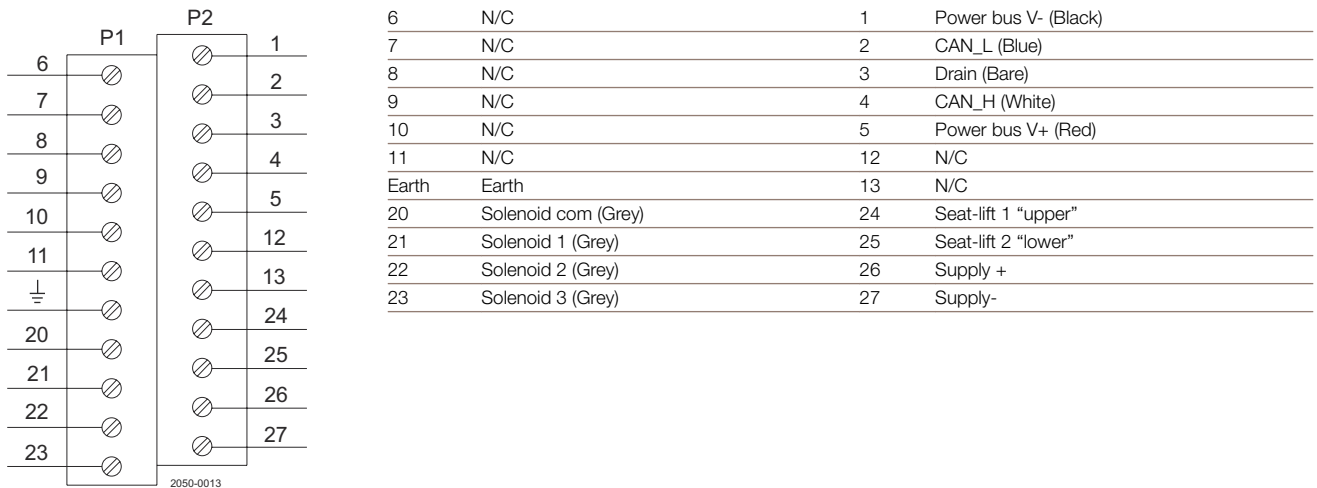 P1
P2
6
7
8
9
10
11
20
21
22
23
1
2
3
4
5
12
13
24
25
26
27
2050-0013
6 N/C 1 Power bus V- (Black)
7 N/C 2 CAN_L (Blue)
8 N/C 3 Drain (Bare)
9 N/C 4 CAN_H (White)
10 N/C 5 Power bus V+ (Red)
11 N/C 12 N/C
Earth Earth 13 N/C
20 Solenoid com (Grey) 24 Seat-lift 1 “upper”
21 Solenoid 1 (Grey) 25 Seat-lift 2 “lower”
22 Solenoid 2 (Grey) 26 Supply +
23 Solenoid 3 (Grey) 27 Supply-